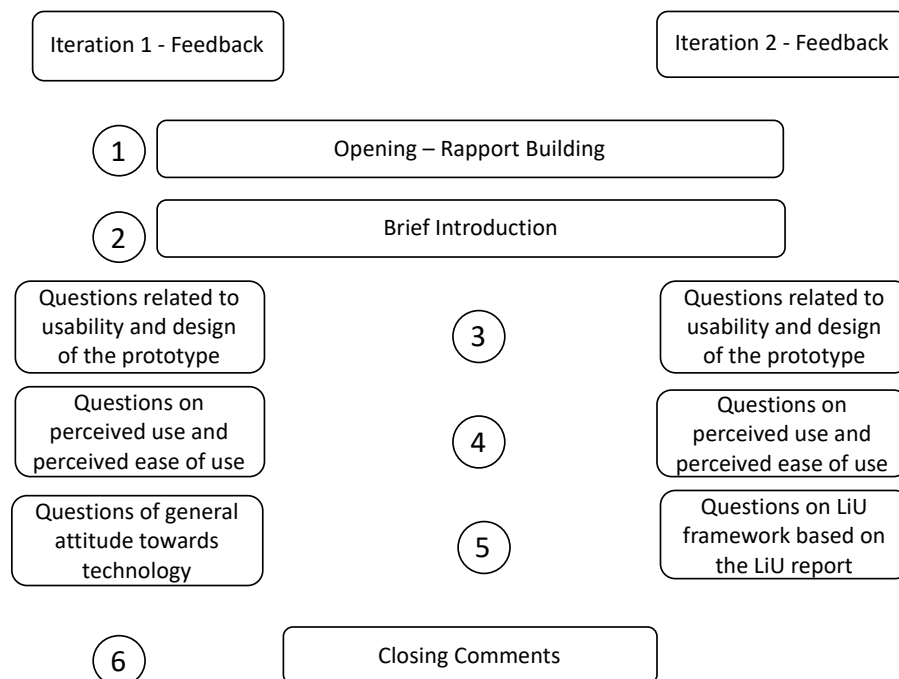 Iteration 1 - Feedback
Iteration 2 - Feedback
1
Opening – Rapport Building
2
Brief Introduction
Questions related to
usability and design
of the prototype
3
Questions related to
usability and design
of the prototype
Questions on
perceived use and
perceived ease of use
4
Questions on
perceived use and
perceived ease of use
Questions of general
attitude towards
technology
5
Questions on LiU
framework based on
the LiU report
6
Closing Comments